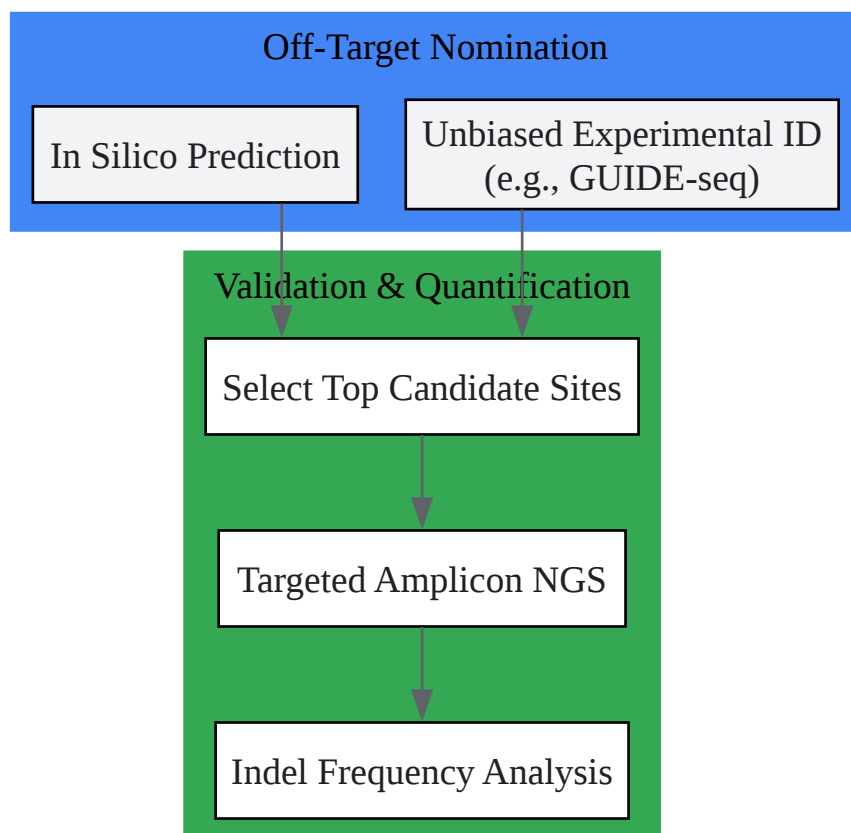 Off-Target Nomination
In Silico Prediction
Unbiased Experimental ID
(e.g., GUIDE-seq)
Validation & Quantification
Select Top Candidate Sites
Targeted Amplicon NGS
Indel Frequency Analysis